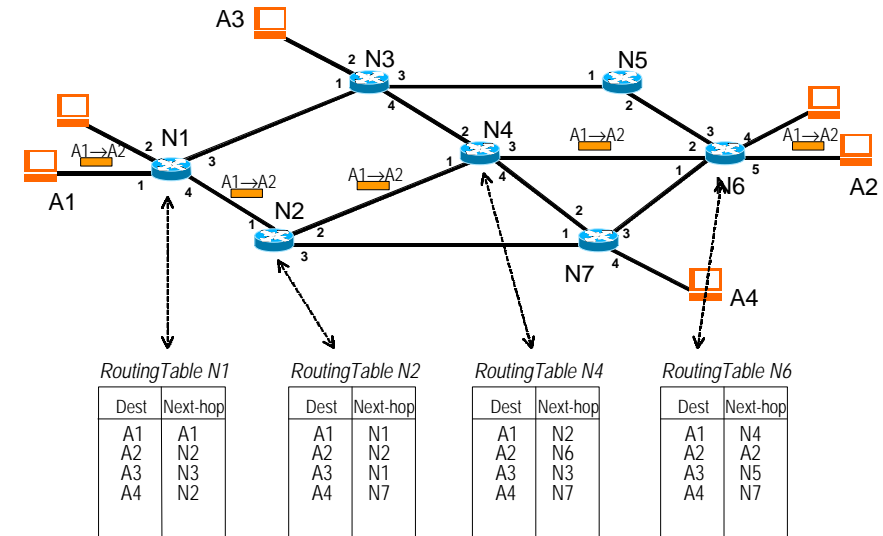 A3
2 N3
1 3
4
N5
1
2
N1
2
A1→A2
3
1
4
A1
A1→A2
N2
1
2
3
A1→A2
N4
2
3
1
4
A1→A2
3 4
2
1
5
N6
A1→A2
A2
2
1 3
4
N7
A4
RoutingTable N1
Dest Next-hop
A1 A1
A2 N2
A3 N3
A4 N2
RoutingTable N2
Dest Next-hop
A1 N1
A2 N2
A3 N1
A4 N7
RoutingTable N4
Dest Next-hop
A1 N2
A2 N6
A3 N3
A4 N7
RoutingTable N6
Dest Next-hop
A1 N4
A2 A2
A3 N5
A4 N7